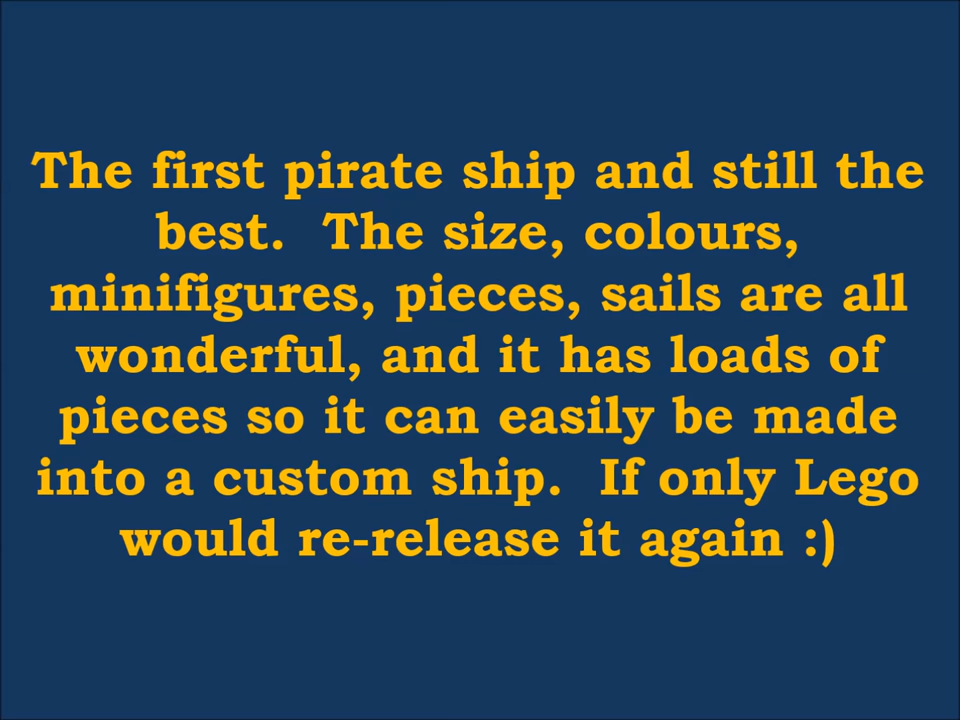 The first pirate ship and still the
best.  The size, colours,
minifigures, pieces, sails are all
wonderful, and it has loads of
pieces so it can easily be made
into a custom ship.  If only Lego
would re-release it again :)